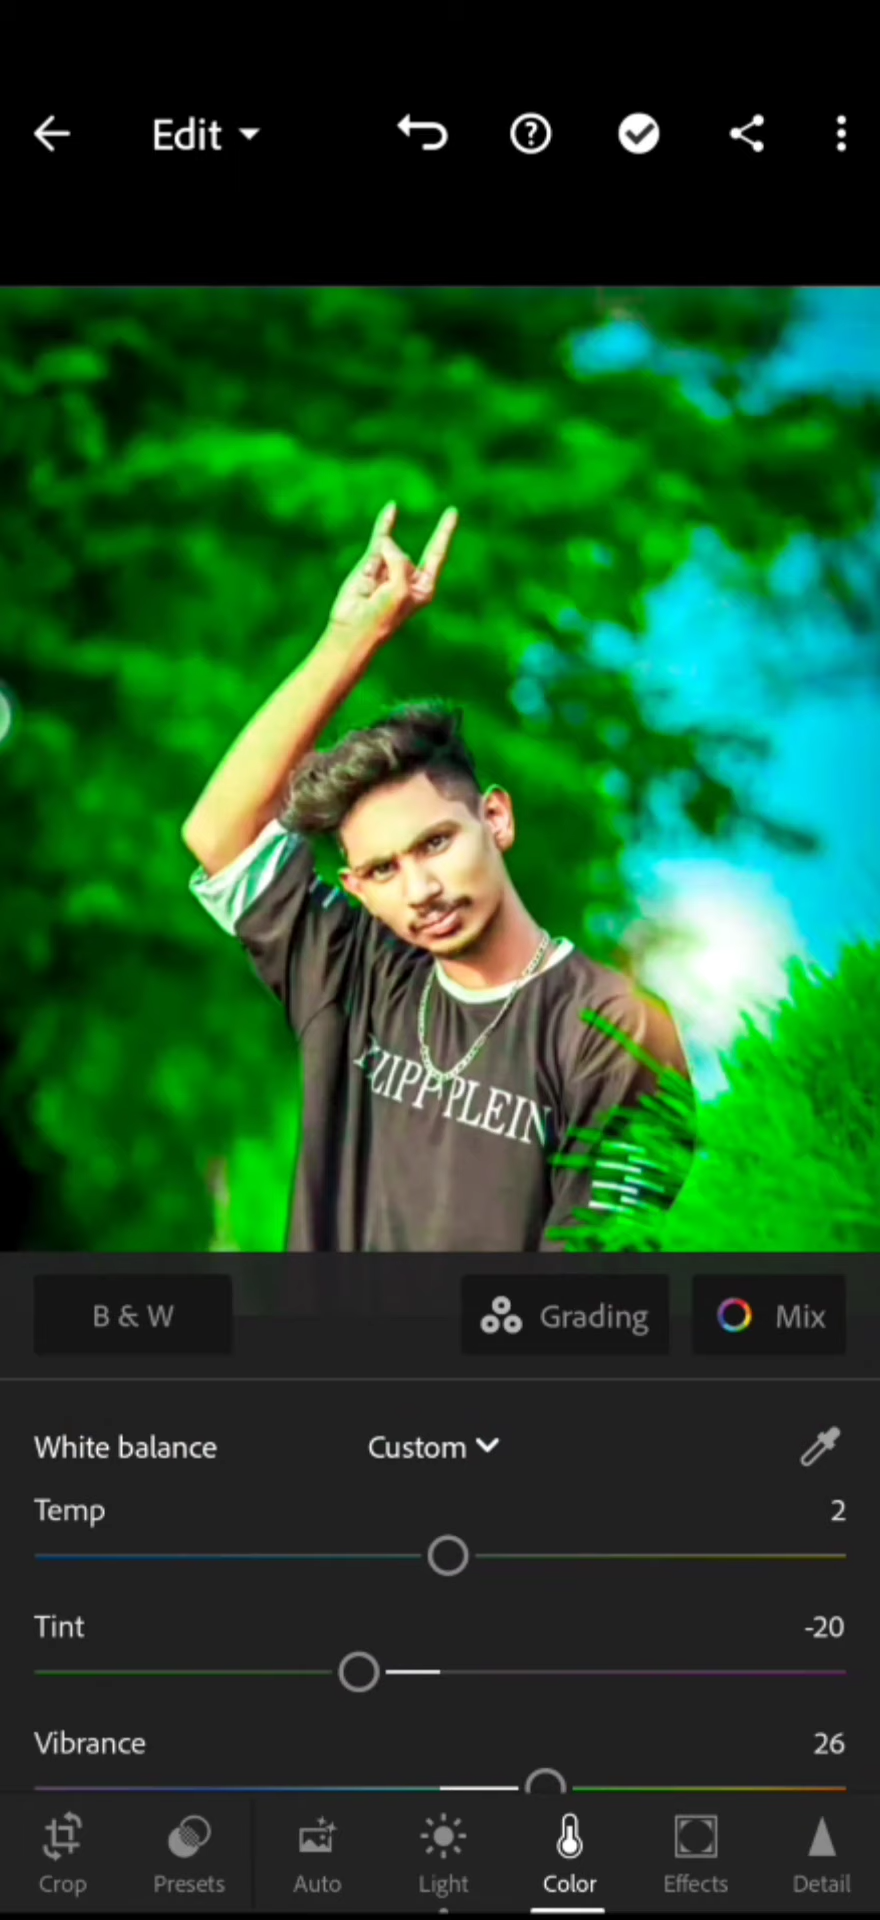 Edit
PLEIN
B & W
Grading
Mix
White balance
Custom
Temp
2
Tint
-20
Vibrance
26
Crop
Presets
Auto
Light
Color
Effects
Detail